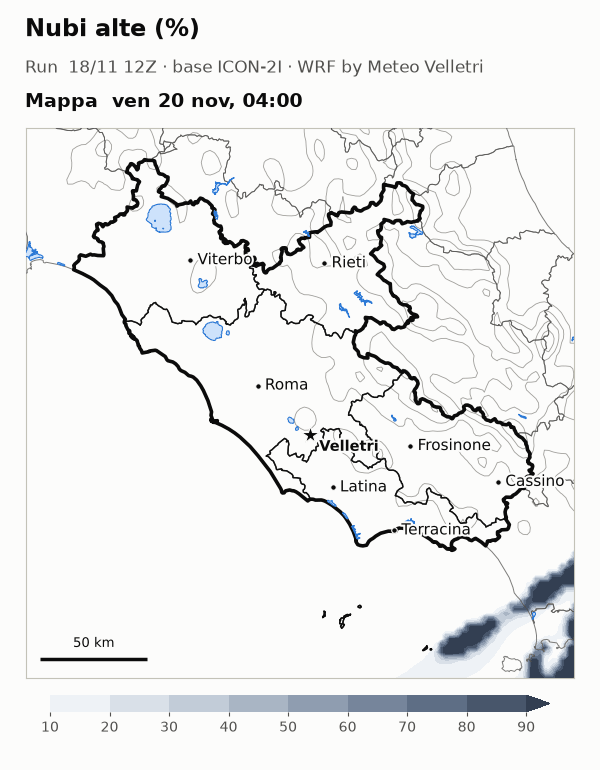 Nubi alte (%)
Run  18/11 12Z · base ICON-2I · WRF by Meteo Velletri
Mappa  ven 20 nov, 04:00
Viterbo
Rieti
Roma
Velletri
Frosinone
Cassino
Latina
Terracina
50 km
10 20 30 40 50 60 70 80 90